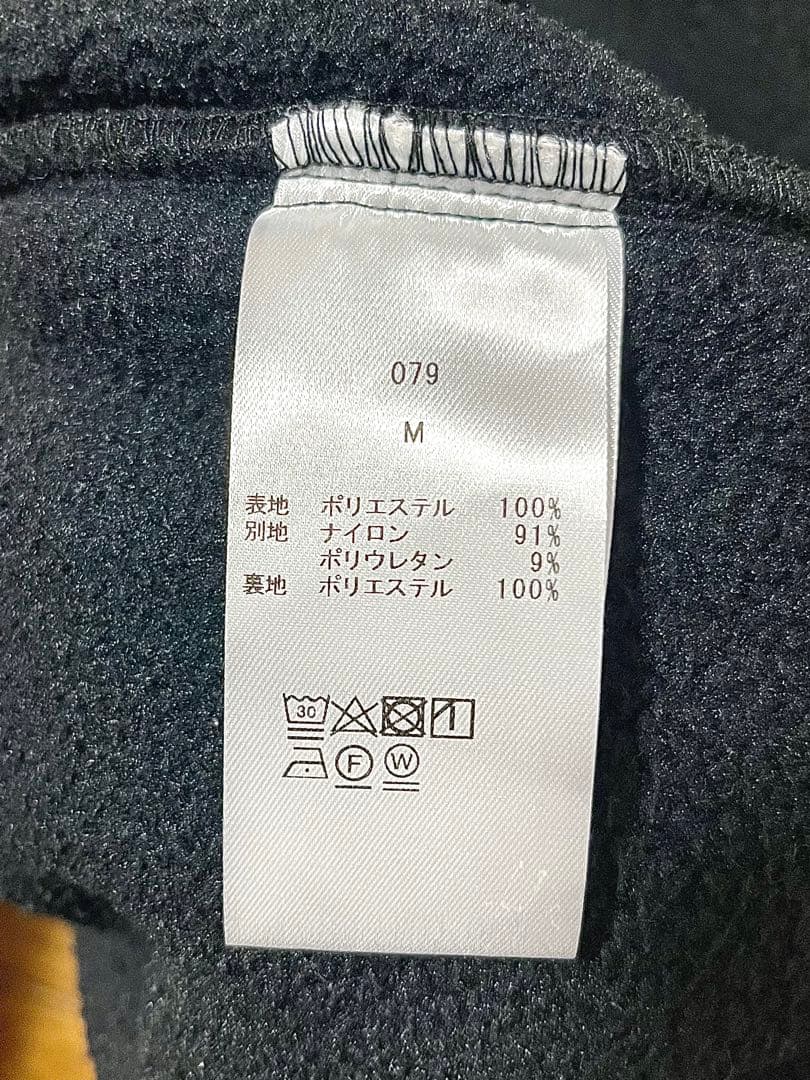 079
M
表地 ポリエステル 100%
別地 ナイロン 91%
ポリウレタン 9%
裏地 ポリエステル 100%
30
F W